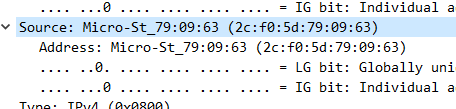 .... ...0 .... .... .... .... = IG bit: Individual a
Source: Micro-St_79:09:63 (2c:f0:5d:79:09:63)
Address: Micro-St_79:09:63 (2c:f0:5d:79:09:63)
.... ..0. .... .... .... .... = LG bit: Globally uni
.... ...0 .... .... .... .... = IG bit: Individual a
Type: IPv4 (0x0800)